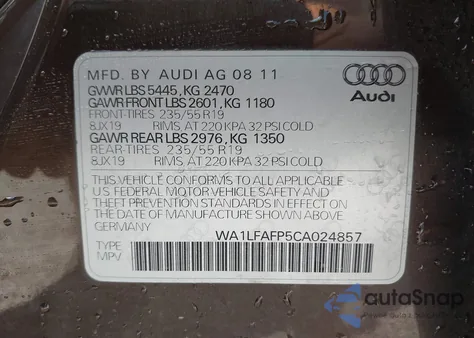 MFD. BY AUDI AG 08 11
GVWR LBS 5445, KG 2470
GAWR FRONT LBS 2601, KG 1180
FRONT-TIRES 235/55 R19
8JX19 RIMS AT 220 KPA 32 PSI COLD
GAWR REAR LBS 2976, KG 1350
REAR-TIRES 235/55 R19
8JX19 RIMS AT 220 KPA 32 PSI COLD
Audi
THIS VEHICLE CONFORMS TO ALL APPLICABLE
U.S. FEDERAL MOTOR VEHICLE SAFETY AND
THEFT PREVENTION STANDARDS IN EFFECT ON
THE DATE OF MANUFACTURE SHOWN ABOVE
GERMANY
WA1LFAFP5CA024857
TYPE
MPV
autoSnap